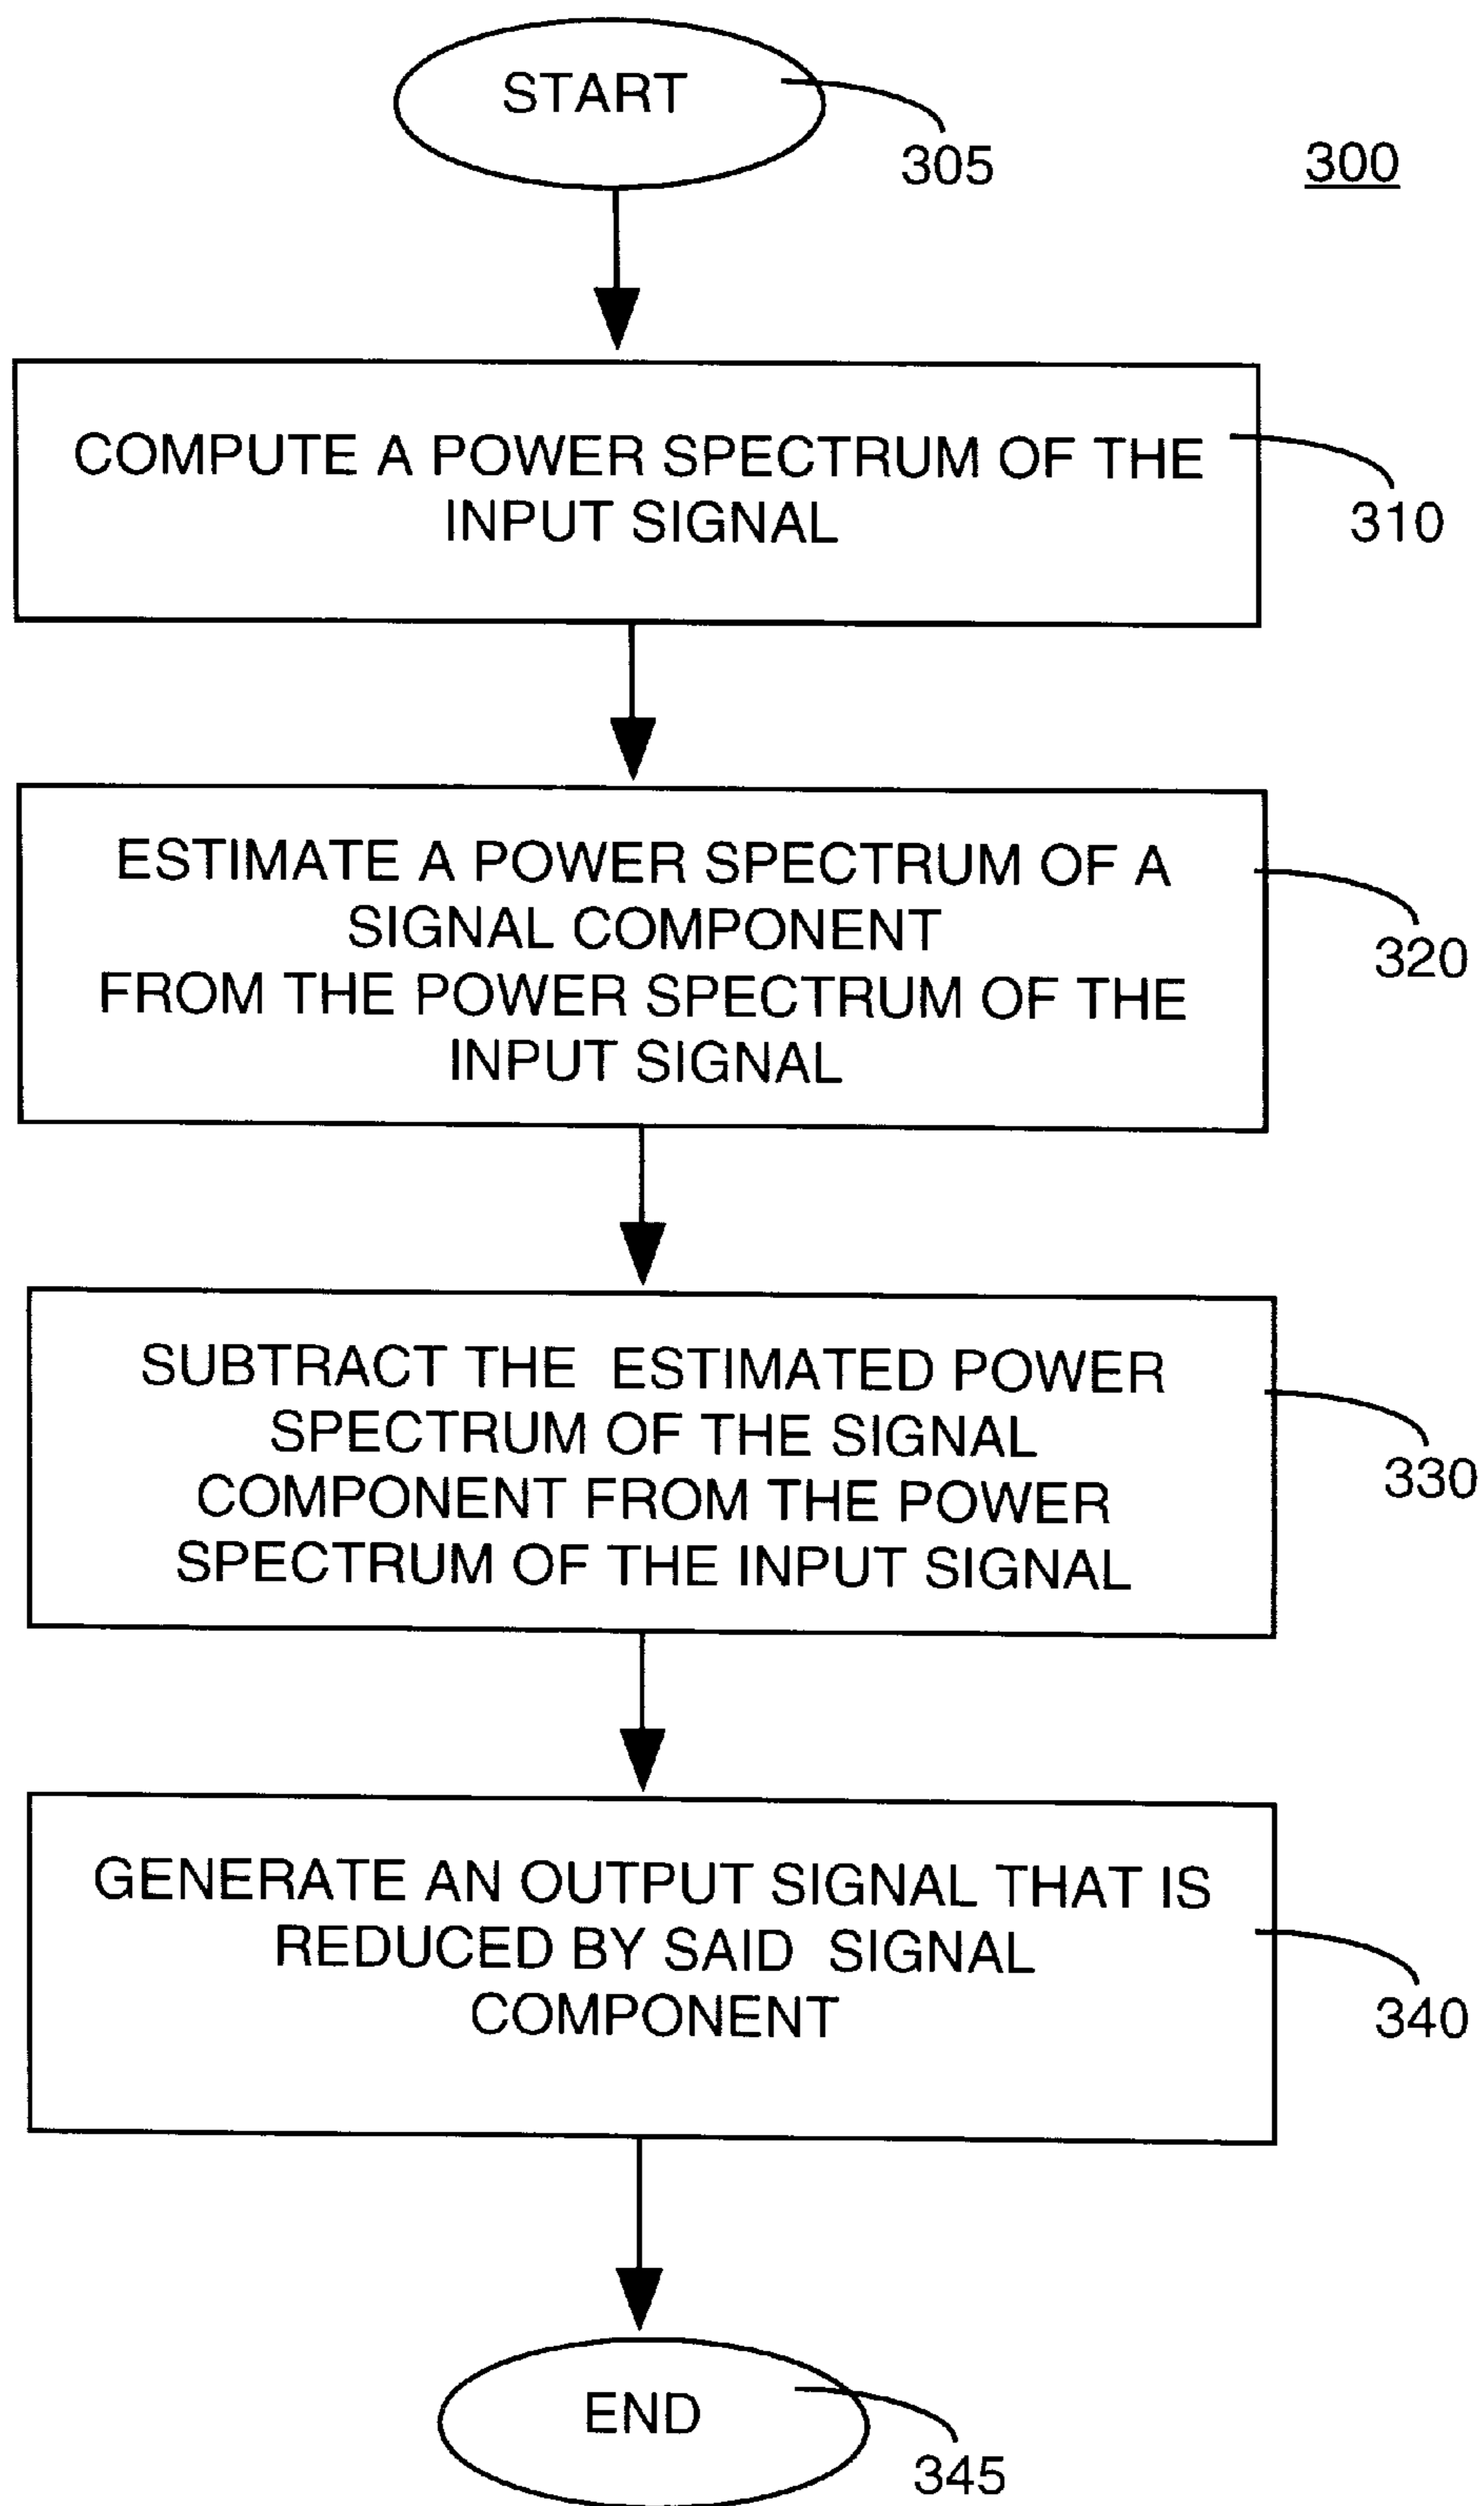 START
305
300
COMPUTE A POWER SPECTRUM OF THE
INPUT SIGNAL
310
ESTIMATE A POWER SPECTRUM OF A
SIGNAL COMPONENT
FROM THE POWER SPECTRUM OF THE
INPUT SIGNAL
320
SUBTRACT THE ESTIMATED POWER
SPECTRUM OF THE SIGNAL
COMPONENT FROM THE POWER
SPECTRUM OF THE INPUT SIGNAL
330
GENERATE AN OUTPUT SIGNAL THAT IS
REDUCED BY SAID SIGNAL
COMPONENT
340
END
345